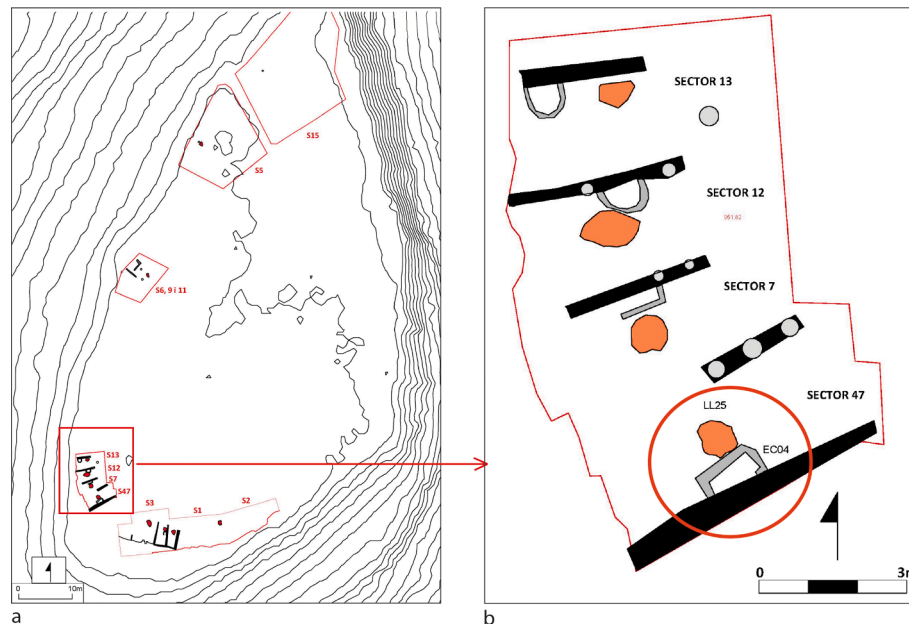 S15
S5
S6, 9 i 11
S13
S12
S7
S47
S3
S1
S2
0
10m
a
SECTOR 13
SECTOR 12
SECTOR 7
SECTOR 47
LL25
EC04
0
3m
b